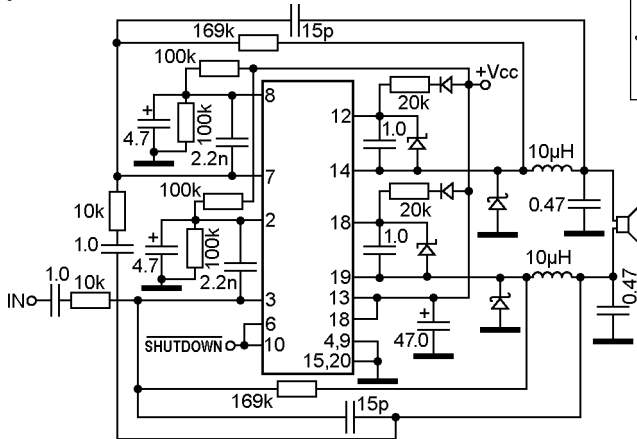 169k
15p
100k
+Vcc
8
12
20k
+
4.7
100k
2.2n
1.0
10µH
14
7
100k
10k
2
20k
0.47
18
1.0
+
4.7
100k
2.2n
1.0
10µH
19
1.0
10k
IN
3
13
18
+
47.0
0.47
6
SHUTDOWN
10
4,9
15,20
169k
15p